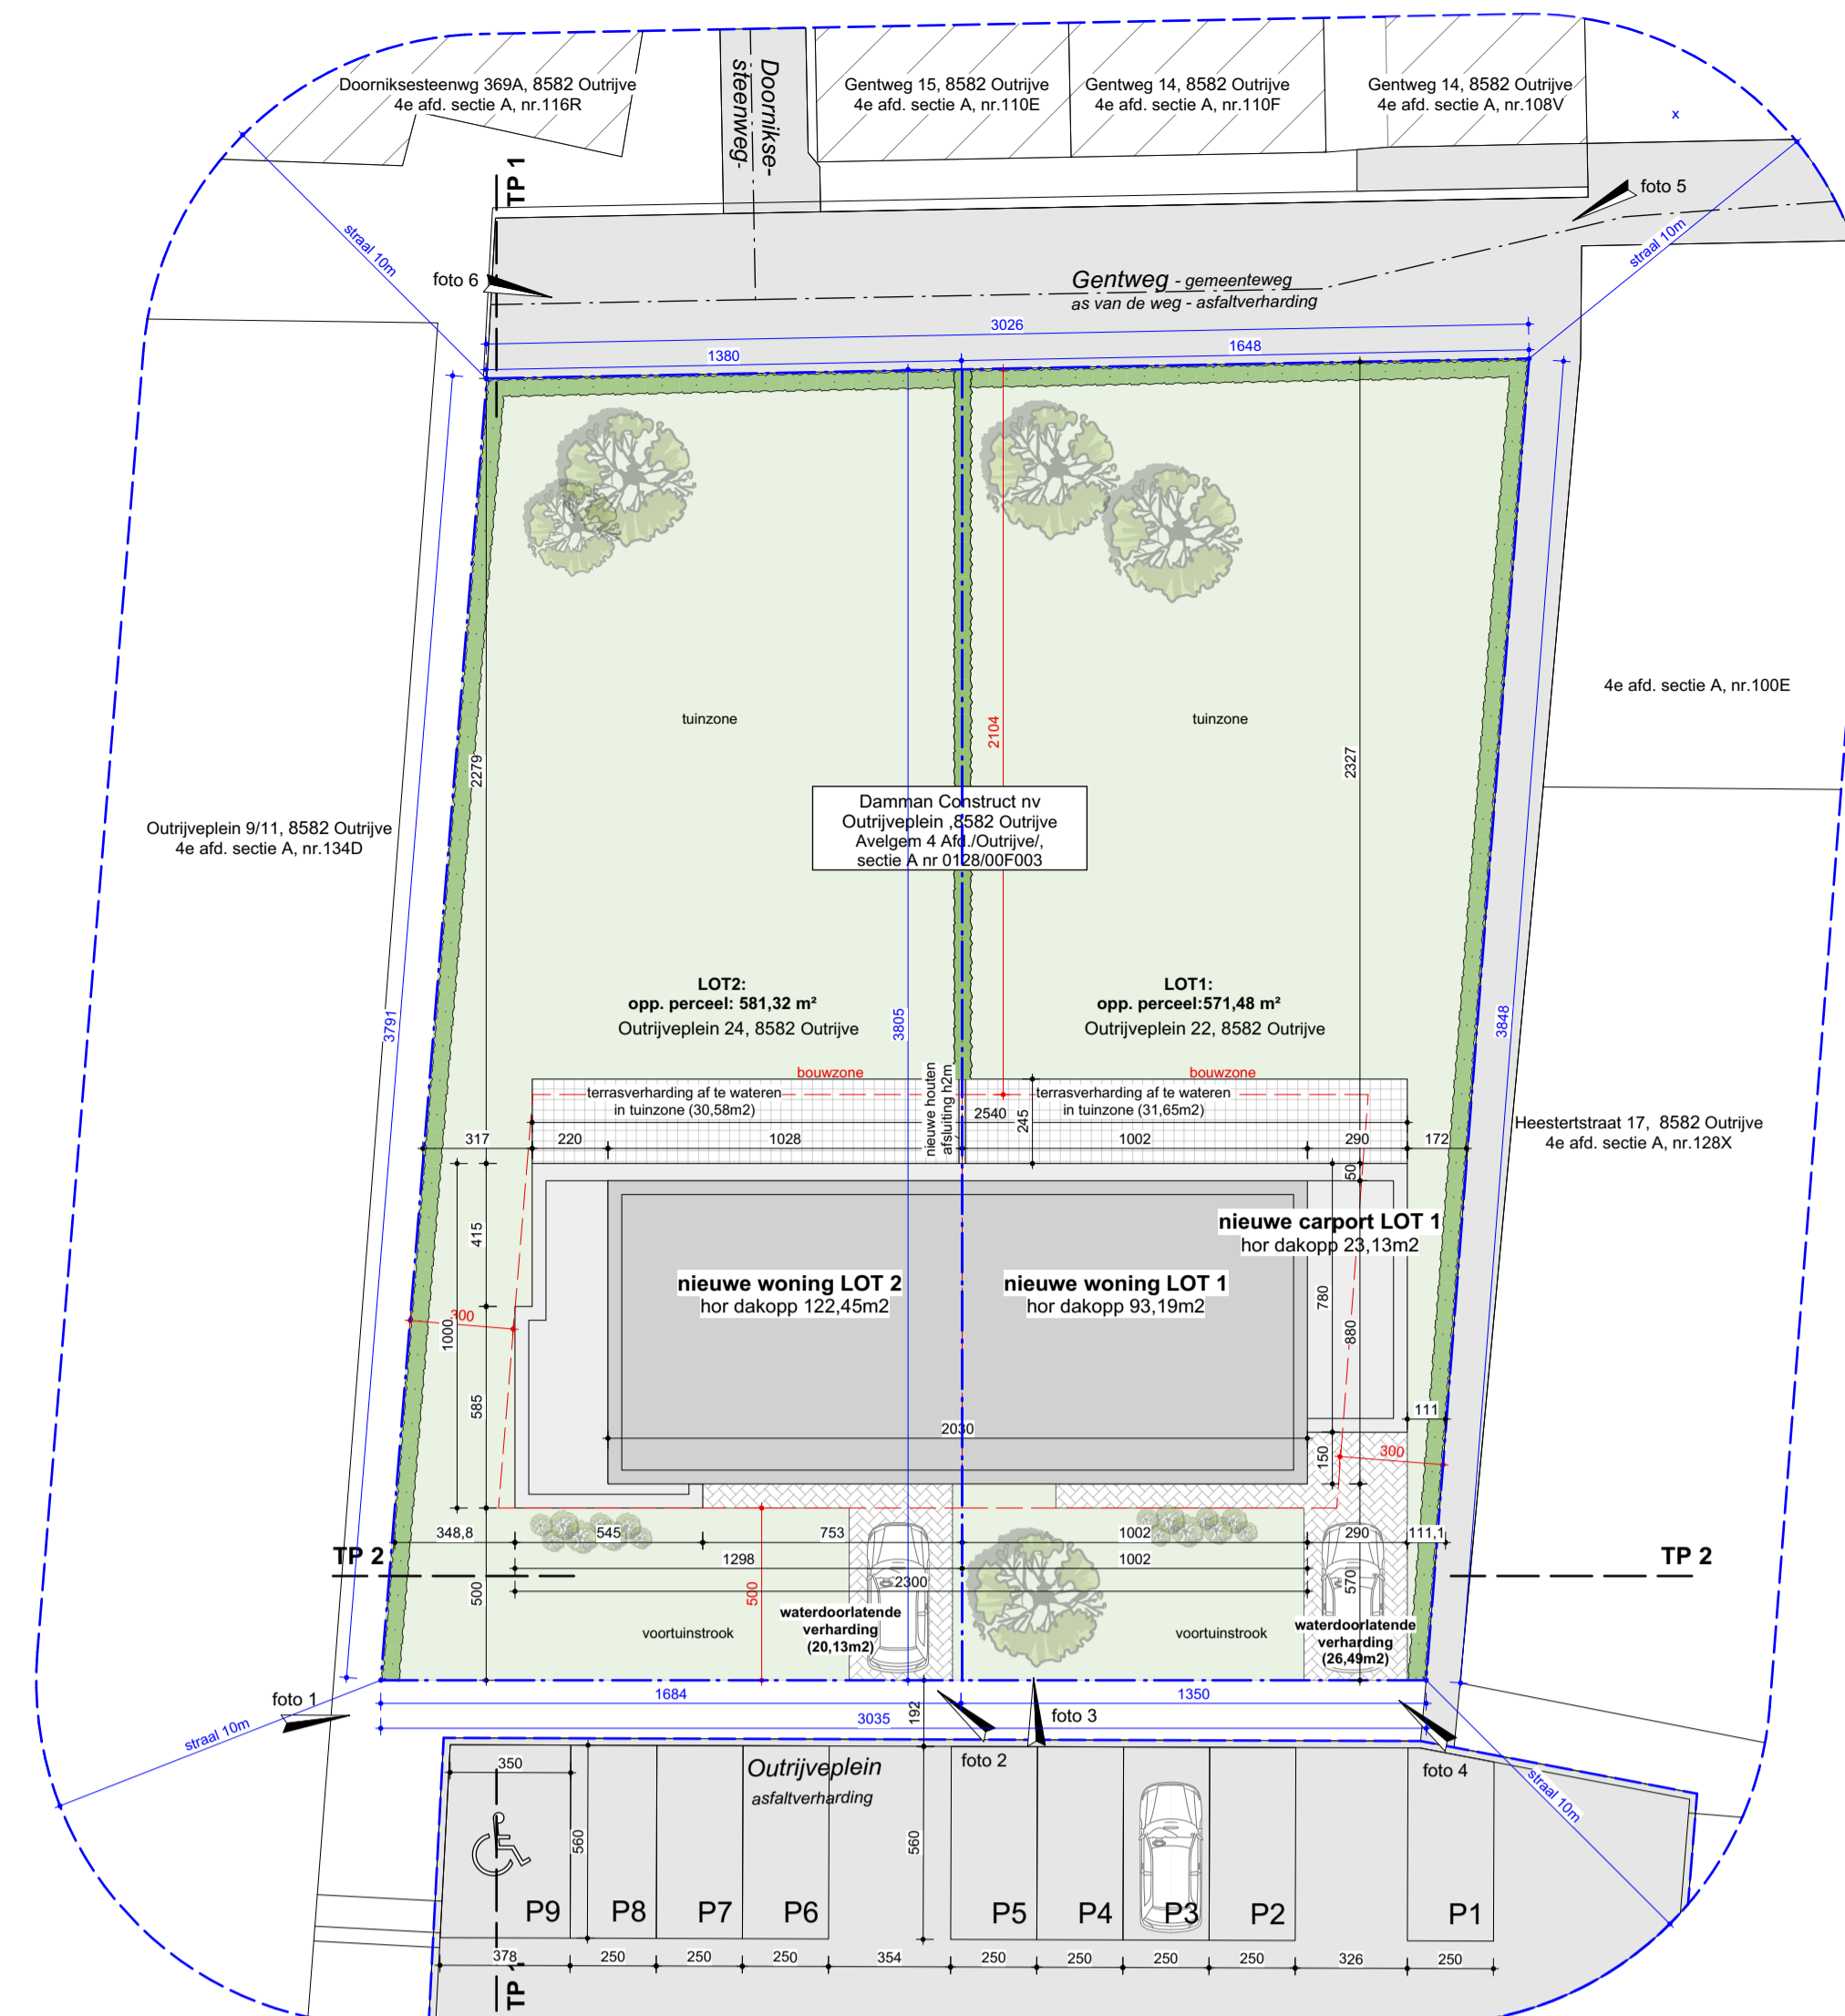 Doorniksesteenwg 369A, 8582 Outrijve
4e afd. sectie A, nr.116R
Doornikse-
steenweg-
Gentweg 15, 8582 Outrijve
4e afd. sectie A, nr.110E
Gentweg 14, 8582 Outrijve
4e afd. sectie A, nr.110F
Gentweg 14, 8582 Outrijve
4e afd. sectie A, nr.108V
x
TP 1
foto 5
straal 10m
straal 10m
foto 6
Gentweg - gemeenteweg
as van de weg - asfaltverharding
3026
1380
1648
tuinzone
tuinzone
2279
2104
2327
4e afd. sectie A, nr.100E
Damman Construct nv
Outrijveplein ,8582 Outrijve
Avelgem 4 Afd./Outrijve/,
sectie A nr 0128/00F003
Outrijveplein 9/11, 8582 Outrijve
4e afd. sectie A, nr.134D
LOT2:
opp. perceel: 581,32 m²
Outrijveplein 24, 8582 Outrijve
LOT1:
opp. perceel:571,48 m²
Outrijveplein 22, 8582 Outrijve
3791
3805
3848
bouwzone
bouwzone
terrasverharding af te wateren
in tuinzone (30,58m2)
nieuwe houten
afsluiting h2m
terrasverharding af te wateren
in tuinzone (31,65m2)
2540
245
Heestertstraat 17, 8582 Outrijve
4e afd. sectie A, nr.128X
317
220
1028
1002
290
172
50
415
nieuwe carport LOT 1
hor dakopp 23,13m2
nieuwe woning LOT 2
hor dakopp 122,45m2
nieuwe woning LOT 1
hor dakopp 93,19m2
300
1000
780
880
585
111
2030
150
300
348,8
545
753
1002
290
111,1
TP 2
1298
1002
TP 2
2300
500
500
570
waterdoorlatende
verharding
(20,13m2)
waterdoorlatende
verharding
(26,49m2)
voortuinstrook
voortuinstrook
foto 1
straal 10m
1684
1350
192
3035
foto 3
foto 2
foto 4
straal 10m
350
Outrijveplein
asfaltverharding
560
560
P9
P8
P7
P6
P5
P4
P3
P2
P1
378
250
250
250
354
250
250
250
250
326
250
TP 1